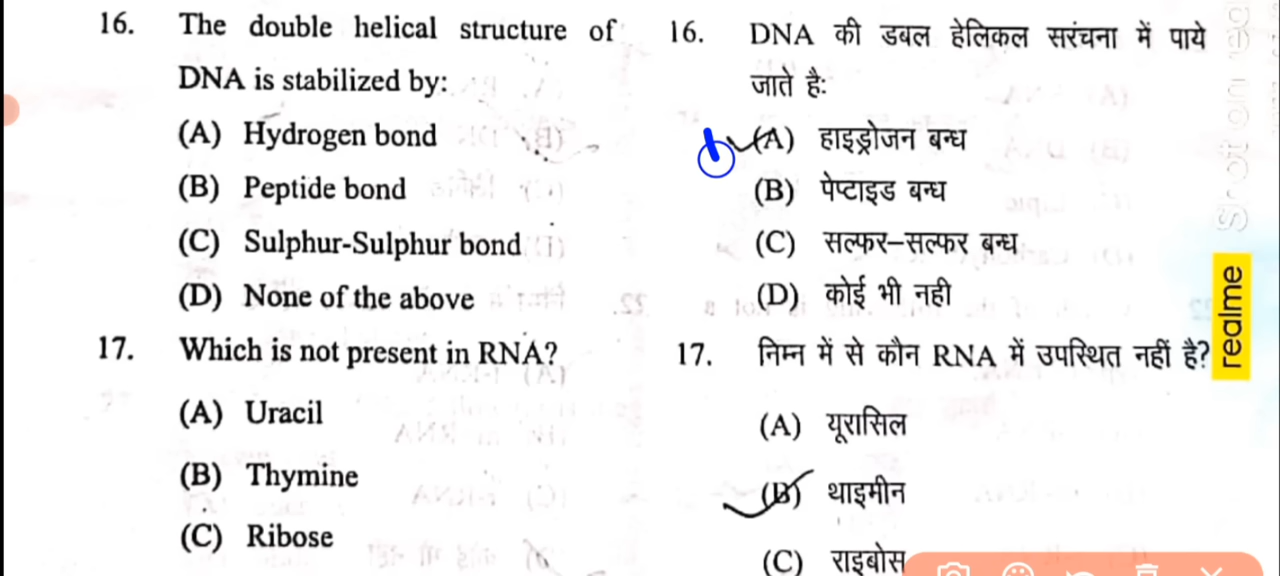 16. The double helical structure of
DNA is stabilized by:
(A) Hydrogen bond
(B) Peptide bond
(C) Sulphur-Sulphur bond
(D) None of the above
17. Which is not present in RNA?
(A) Uracil
(B) Thymine
(C) Ribose
16. DNA की डबल हेलिकल सरंचना में पाये
जाते है:
(A) हाइड्रोजन बन्ध
(B) पेप्टाइड बन्ध
(C) सल्फर–सल्फर बन्ध
(D) कोई भी नही
17. निम्न में से कौन RNA में उपस्थित नहीं है?
(A) यूरासिल
(B) थाइमीन
(C) राइबोस
realme